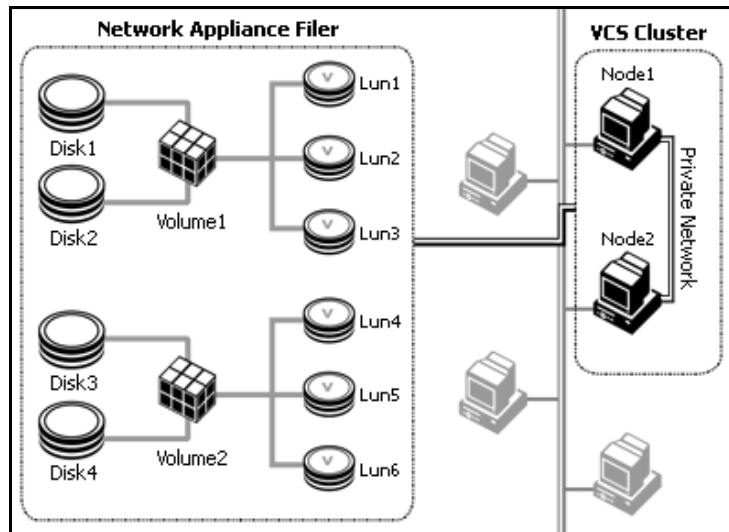 Network Appliance Filer
VCS Cluster
Disk1
Disk2
Volume1
Lun1
Lun2
Lun3
Disk3
Disk4
Volume2
Lun4
Lun5
Lun6
Node1
Node2
Private Network